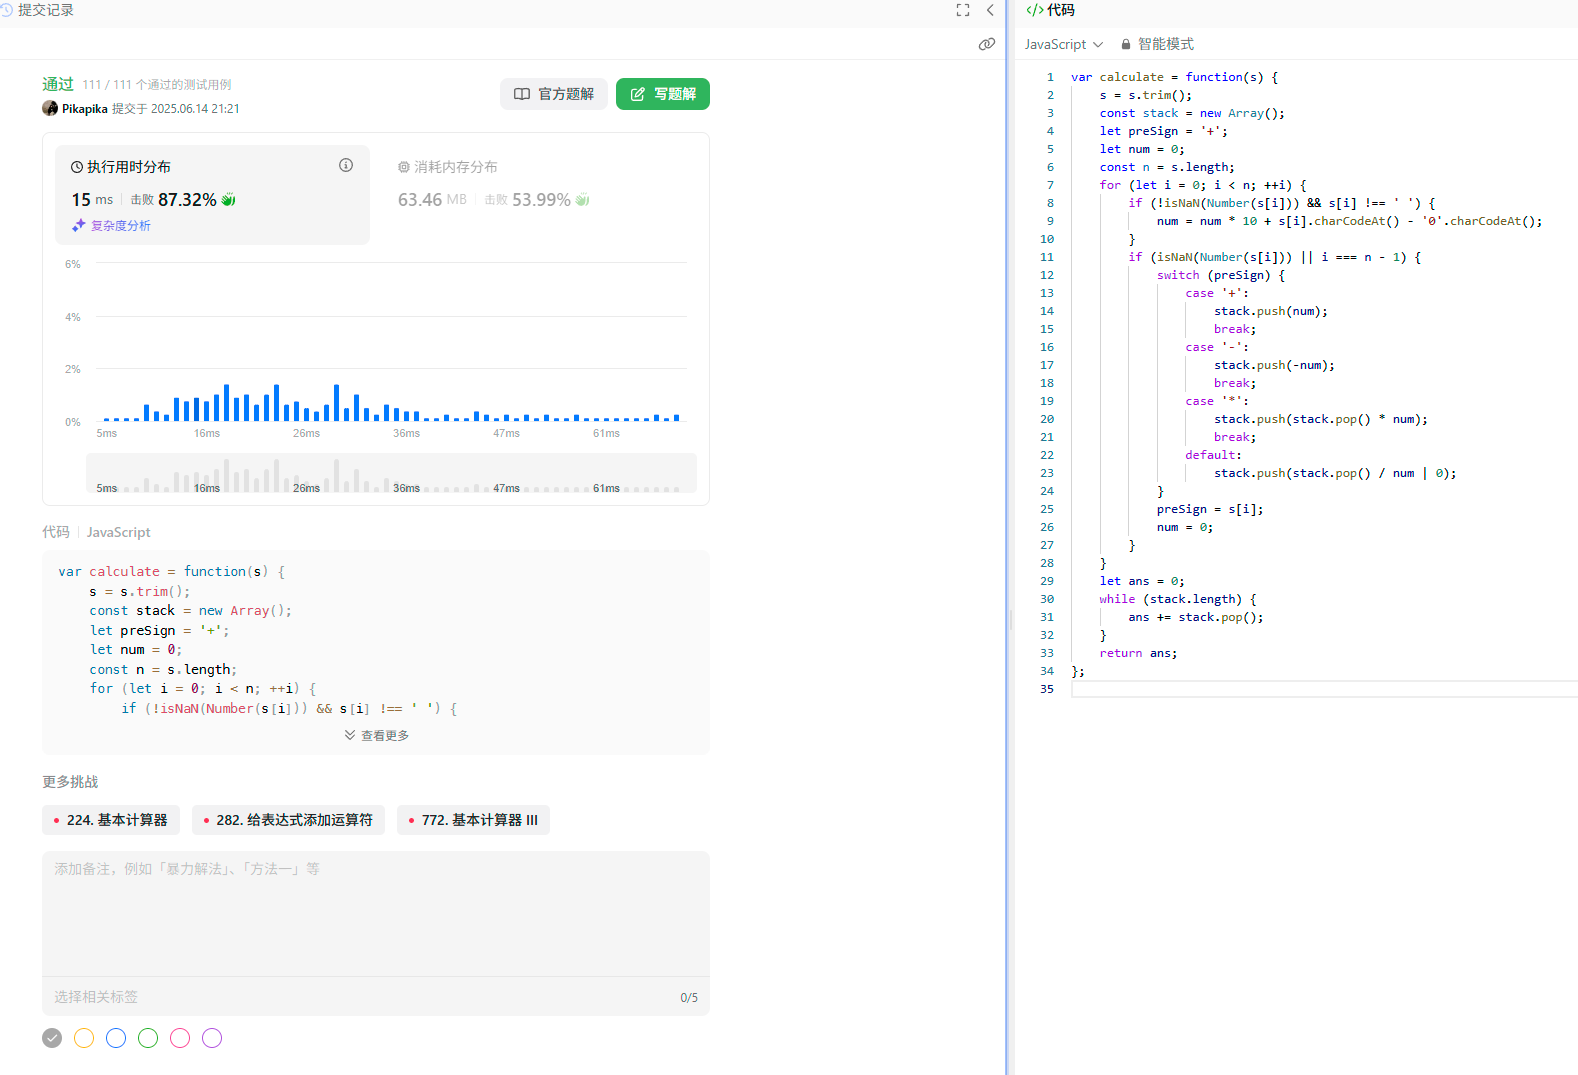 提交记录
通过 111 / 111 个通过的测试用例
Pikapika 提交于 2025.06.14 21:21
官方题解
写题解
执行用时分布
15 ms 击败 87.32%
复杂度分析
消耗内存分布
63.46 MB 击败 53.99%
6%
4%
2%
0%
5ms 16ms 26ms 36ms 47ms 61ms
5ms 16ms 26ms 36ms 47ms 61ms
代码 JavaScript
var calculate = function(s) {
    s = s.trim();
    const stack = new Array();
    let preSign = '+';
    let num = 0;
    const n = s.length;
    for (let i = 0; i < n; ++i) {
        if (!isNaN(Number(s[i])) && s[i] !== ' ') {
查看更多
更多挑战
224. 基本计算器
282. 给表达式添加运算符
772. 基本计算器 III
添加备注，例如「暴力解法」、「方法一」等
选择相关标签 0/5
</> 代码
JavaScript 智能模式
1 var calculate = function(s) {
2     s = s.trim();
3     const stack = new Array();
4     let preSign = '+';
5     let num = 0;
6     const n = s.length;
7     for (let i = 0; i < n; ++i) {
8         if (!isNaN(Number(s[i])) && s[i] !== ' ') {
9             num = num * 10 + s[i].charCodeAt() - '0'.charCodeAt();
10         }
11         if (isNaN(Number(s[i])) || i === n - 1) {
12             switch (preSign) {
13                 case '+':
14                     stack.push(num);
15                     break;
16                 case '-':
17                     stack.push(-num);
18                     break;
19                 case '*':
20                     stack.push(stack.pop() * num);
21                     break;
22                 default:
23                     stack.push(stack.pop() / num | 0);
24             }
25             preSign = s[i];
26             num = 0;
27         }
28     }
29     let ans = 0;
30     while (stack.length) {
31         ans += stack.pop();
32     }
33     return ans;
34 };
35